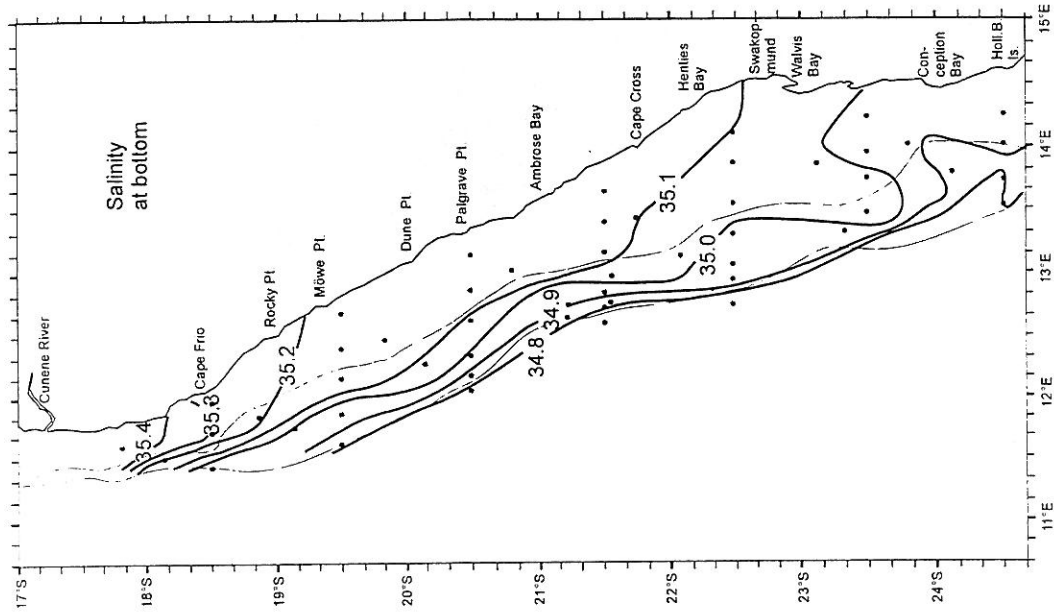 Salinity
at bottom
Cunene River
Cape Frio
Rocky Pt
Möwe Pt.
Dune Pt.
Palgrave Pt.
Ambrose Bay
Cape Cross
Henties
Bay
Swakop
mund
Walvis
Bay
Con-
ception
Bay
Holl.B.
Is.
35.4
35.3
35.2
35.1
35.0
34.9
34.8
17°S
18°S
19°S
20°S
21°S
22°S
23°S
24°S
11°E
12°E
13°E
14°E
15°E